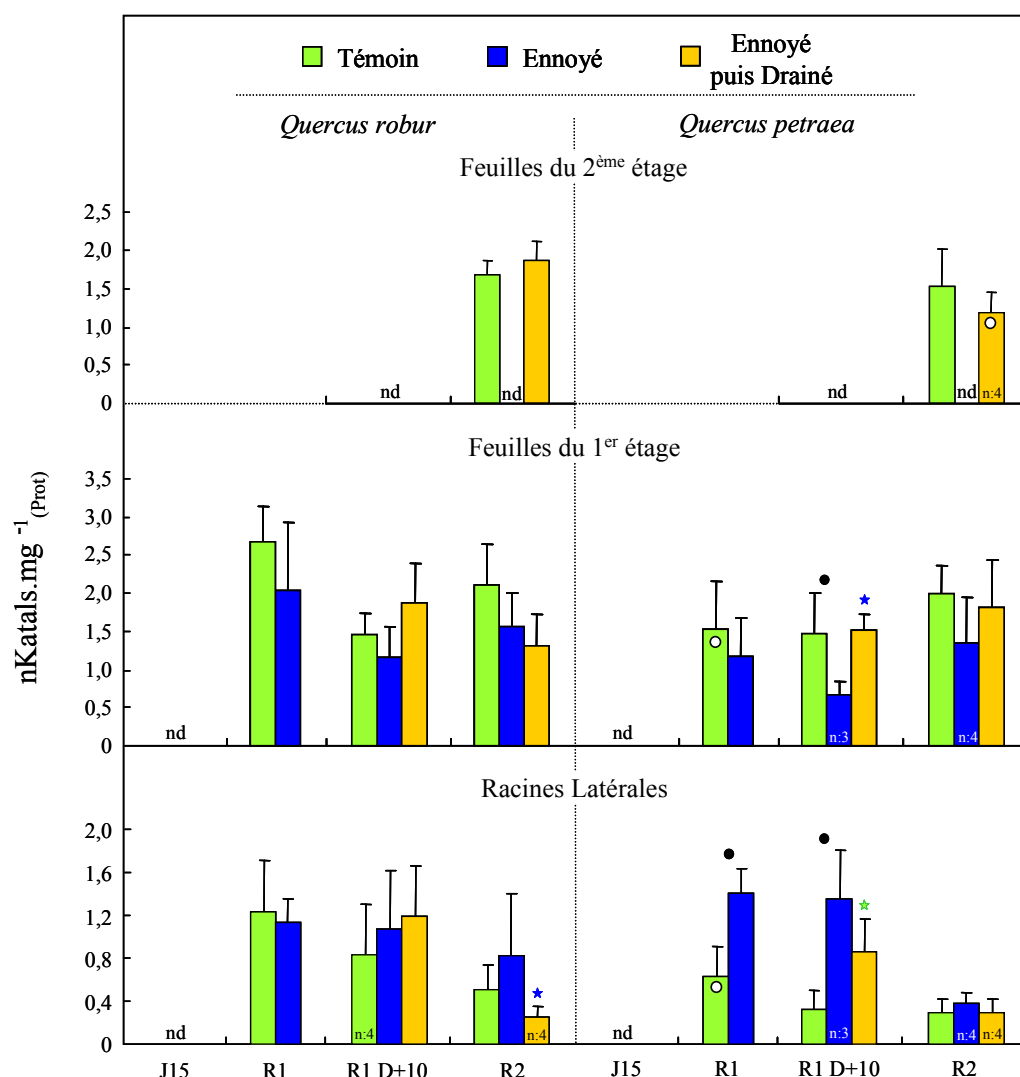 Témoin Ennoyé Ennoyé puis Drainé
Quercus robur Quercus petraea
Feuilles du 2ème étage
2,5
2,0
1,5
1,0
0,5
0
nd nd nd nd n:4
Feuilles du 1er étage
3,5
3,0
2,5
2,0
1,5
1,0
0,5
0
nd nd n:3 n:4
nKatals.mg -1 (Prot)
Racines Latérales
2,0
1,6
1,2
0,8
0,4
0
nd n:4 n:4 nd n:3 n:4 n:4
J15 R1 R1 D+10 R2 J15 R1 R1 D+10 R2